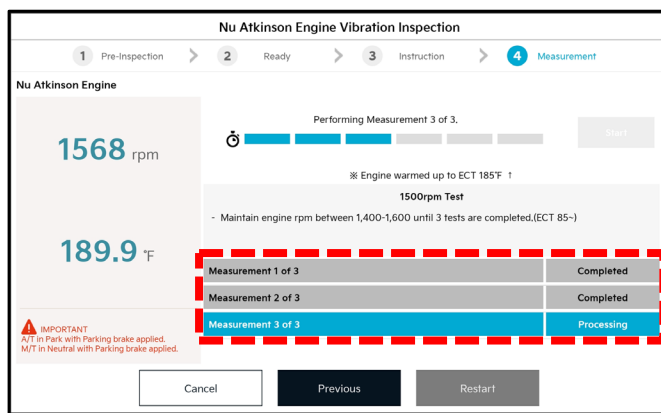 Nu Atkinson Engine Vibration Inspection
1 Pre-Inspection > 2 Ready > 3 Instruction > 4 Measurement
Nu Atkinson Engine
1568 rpm
189.9 °F
IMPORTANT
A/T in Park with Parking brake applied.
M/T in Neutral with Parking brake applied.
Performing Measurement 3 of 3.
Start
※ Engine warmed up to ECT 185°F ↑
1500rpm Test
- Maintain engine rpm between 1,400-1,600 until 3 tests are completed.(ECT 85~)
Measurement 1 of 3 Completed
Measurement 2 of 3 Completed
Measurement 3 of 3 Processing
Cancel Previous Restart